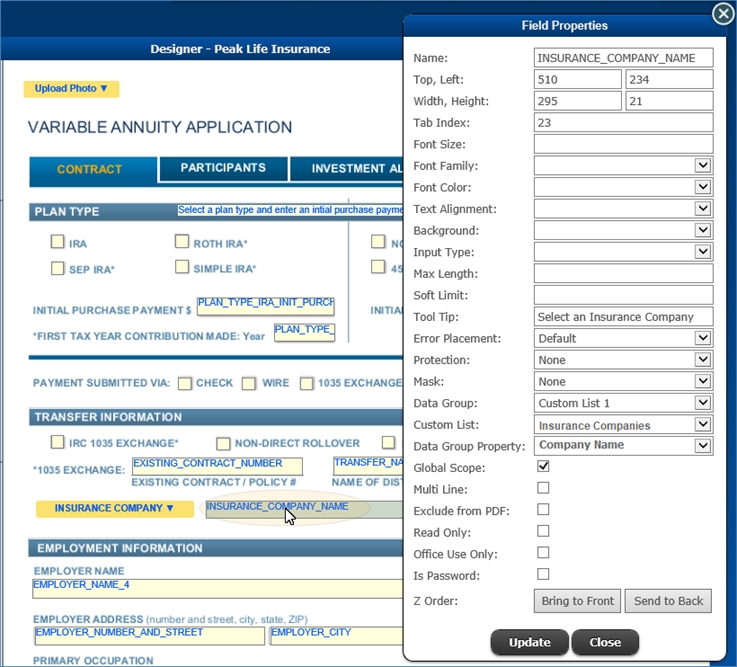 Designer - Peak Life Insurance
Upload Photo ▼
VARIABLE ANNUITY APPLICATION
CONTRACT
PARTICIPANTS
INVESTMENT AL
PLAN TYPE
Select a plan type and enter an intial purchase payme
IRA
ROTH IRA*
NO
SEP IRA*
SIMPLE IRA*
45
INITIAL PURCHASE PAYMENT $
PLAN_TYPE_IRA_INIT_PURCH
INITIA
*FIRST TAX YEAR CONTRIBUTION MADE: Year
PLAN_TYPE_
PAYMENT SUBMITTED VIA:
CHECK
WIRE
1035 EXCHANGE
TRANSFER INFORMATION
IRC 1035 EXCHANGE*
NON-DIRECT ROLLOVER
*1035 EXCHANGE:
EXISTING_CONTRACT_NUMBER
TRANSFER_NA
EXISTING CONTRACT / POLICY #
NAME OF DIST
INSURANCE COMPANY ▼
INSURANCE_COMPANY_NAME
EMPLOYMENT INFORMATION
EMPLOYER NAME
EMPLOYER_NAME_4
EMPLOYER ADDRESS (number and street, city, state, ZIP)
EMPLOYER_NUMBER_AND_STREET
EMPLOYER_CITY
PRIMARY OCCUPATION
Field Properties
Name: INSURANCE_COMPANY_NAME
Top, Left: 510 234
Width, Height: 295 21
Tab Index: 23
Font Size:
Font Family:
Font Color:
Text Alignment:
Background:
Input Type:
Max Length:
Soft Limit:
Tool Tip: Select an Insurance Company
Error Placement: Default
Protection: None
Mask: None
Data Group: Custom List 1
Custom List: Insurance Companies
Data Group Property: Company Name
Global Scope:
Multi Line:
Exclude from PDF:
Read Only:
Office Use Only:
Is Password:
Z Order: Bring to Front Send to Back
Update Close